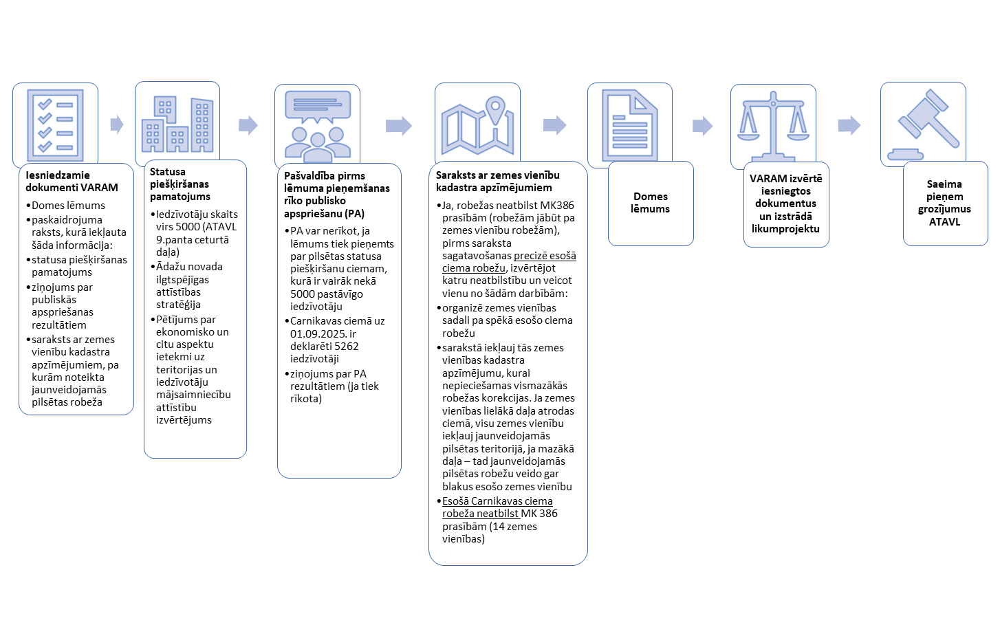 Iesniedzamie
dokumenti VARAM
•Domes lēmums
•paskaidrojuma
raksts, kurā iekļauta
šāda informācija:
•statusa piešķiršanas
pamatojums
•ziņojums par
publiskās
apspriešanas
rezultātiem
•saraksts ar zemes
vienību kadastra
apzīmējumiem, pa
kurām noteikta
jaunveidojamās
pilsētas robeža
Statusa
piešķiršanas
pamatojums
•Iedzīvotāju skaits
virs 5000 (ATAVL
9.panta ceturtā
daļa)
•Ādažu novada
ilgtspējīgas
attīstības
stratēģija
•Pētījums par
ekonomisko un
citu aspektu
ietekmi uz
teritorijas un
iedzīvotāju
mājsaimniecību
attīstību
izvērtējums
Pašvaldība pirms
lēmuma pieņemšanas
rīko publisko
apspriešanu (PA)
•PA var nerīkot, ja
lēmums tiek pieņemts
par pilsētas statusa
piešķiršanu ciemam,
kurā ir vairāk nekā
5000 pastāvīgo
iedzīvotāju
•Carnikavas ciemā uz
01.09.2025. ir
deklarēti 5262
iedzīvotāji
•ziņojums par PA
rezultātiem (ja tiek
rīkota)
Saraksts ar zemes vienību
kadastra apzīmējumiem
•Ja, robežas neatbilst MK386
prasībām (robežām jābūt pa
zemes vienību robežām),
pirms saraksta
sagatavošanas precizē esošā
ciema robežu, izvērtējot
katru neatbilstību un veicot
vienu no šādām darbībām:
•organizē zemes vienības
sadali pa spēkā esošo ciema
robežu
•sarakstā iekļauj tās zemes
vienības kadastra
apzīmējumu, kurai
nepieciešamas vismazākās
robežas korekcijas. Ja zemes
vienības lielākā daļa atrodas
ciemā, visu zemes vienību
iekļauj jaunveidojamās
pilsētas teritorijā, ja mazākā
daļa – tad jaunveidojamās
pilsētas robežu veido gar
blakus esošo zemes vienību
•Esošā Carnikavas ciema
robeža neatbilst MK 386
prasībām (14 zemes
vienības)
Domes
lēmums
VARAM izvērtē
iesniegtos
dokumentus
un izstrādā
likumprojektu
Saeima
pieņem
grozījumus
ATAVL